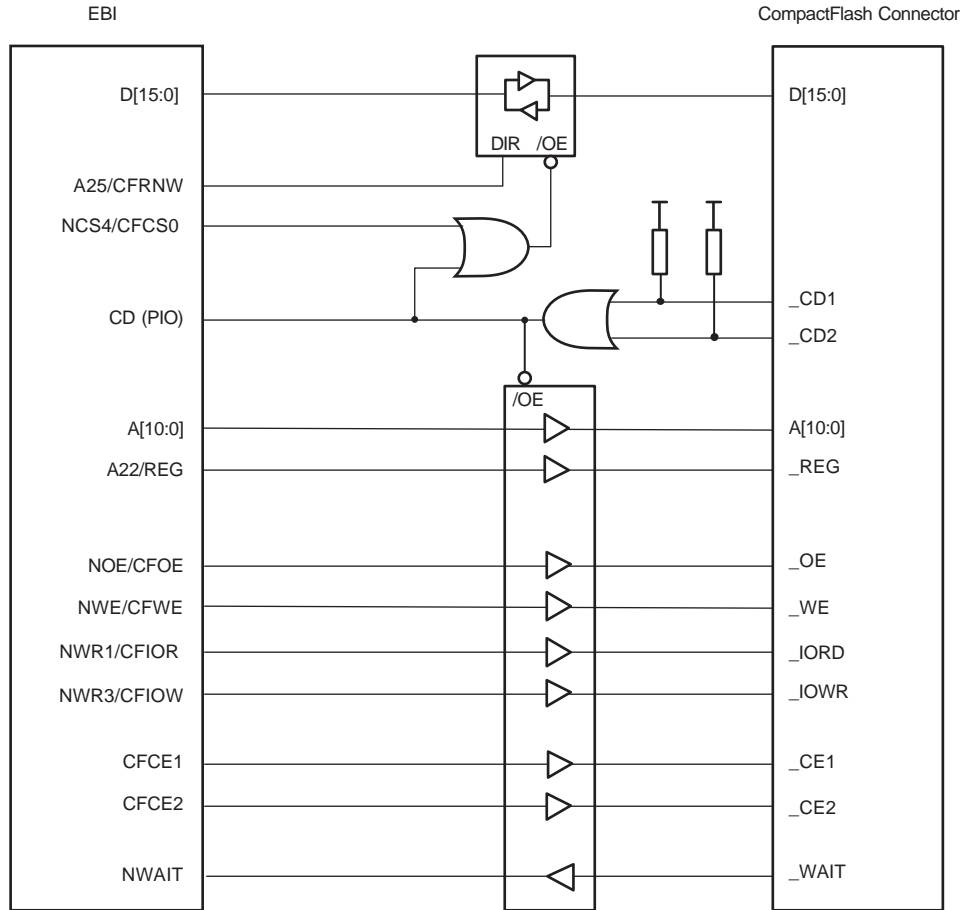 EBI
CompactFlash Connector
D[15:0]
D[15:0]
DIR /OE
A25/CFRNW
NCS4/CFCS0
_CD1
CD (PIO)
_CD2
/OE
A[10:0]
A[10:0]
A22/REG
_REG
NOE/CFOE
_OE
NWE/CFWE
_WE
NWR1/CFIOR
_IORD
NWR3/CFIOW
_IOWR
CFCE1
_CE1
CFCE2
_CE2
NWAIT
_WAIT